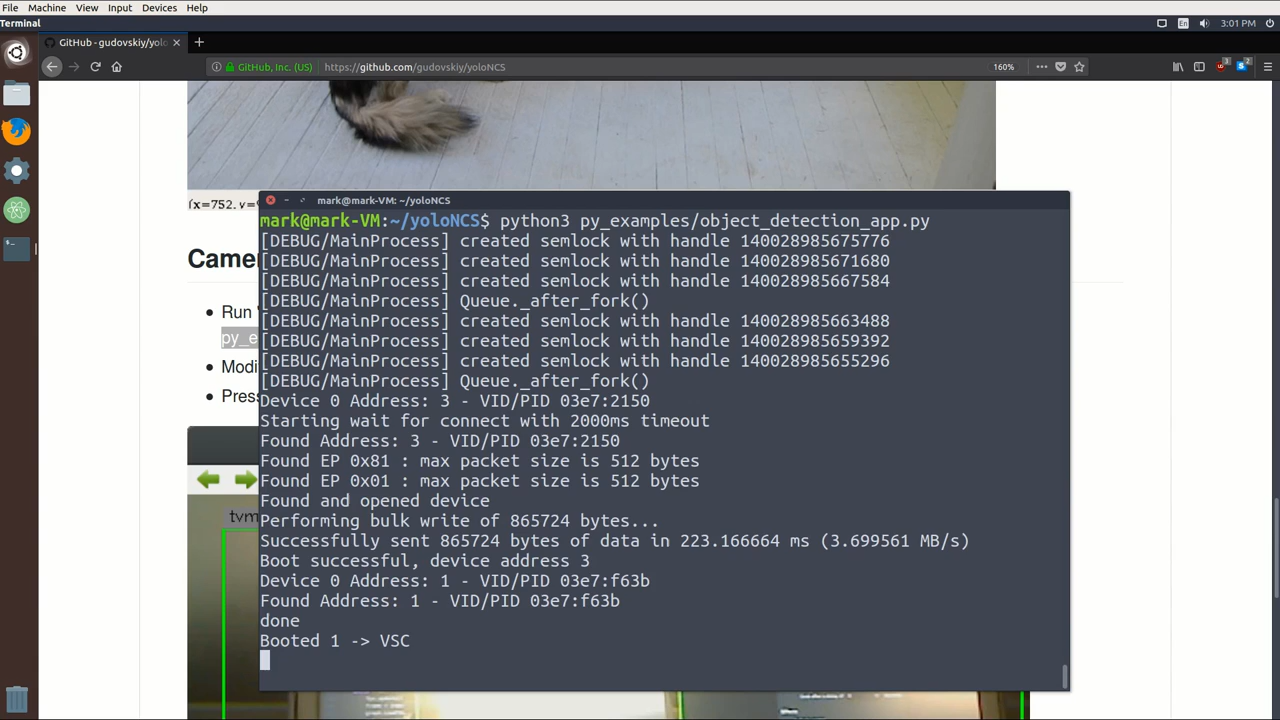 File Machine View Input Devices Help
Terminal
En
3:01 PM
GitHub - gudovskiy/yolo
GitHub, Inc. (US)
https://github.com/gudovskiy/yoloNCS
160%
3
2
(x=752, y=
mark@mark-VM: ~/yoloNCS
mark@mark-VM:~/yoloNCS$ python3 py_examples/object_detection_app.py
[DEBUG/MainProcess] created semlock with handle 140028985675776
[DEBUG/MainProcess] created semlock with handle 140028985671680
[DEBUG/MainProcess] created semlock with handle 140028985667584
[DEBUG/MainProcess] Queue._after_fork()
[DEBUG/MainProcess] created semlock with handle 140028985663488
[DEBUG/MainProcess] created semlock with handle 140028985659392
[DEBUG/MainProcess] created semlock with handle 140028985655296
[DEBUG/MainProcess] Queue._after_fork()
Device 0 Address: 3 - VID/PID 03e7:2150
Starting wait for connect with 2000ms timeout
Found Address: 3 - VID/PID 03e7:2150
Found EP 0x81 : max packet size is 512 bytes
Found EP 0x01 : max packet size is 512 bytes
Found and opened device
Performing bulk write of 865724 bytes...
Successfully sent 865724 bytes of data in 223.166664 ms (3.699561 MB/s)
Boot successful, device address 3
Device 0 Address: 1 - VID/PID 03e7:f63b
Found Address: 1 - VID/PID 03e7:f63b
done
Booted 1 -> VSC
Camer
Run
py_e
Modi
Press
tvm